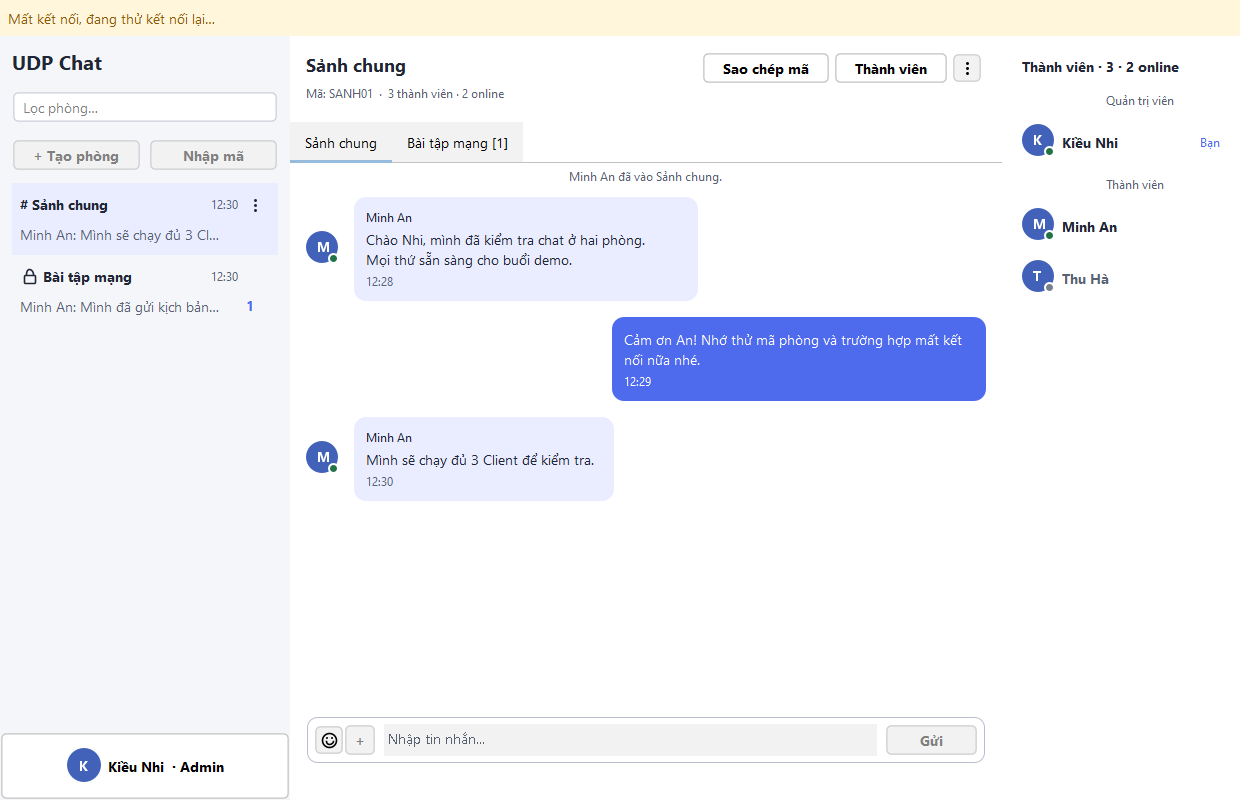 Mất kết nối, đang thử kết nối lại...
UDP Chat
Lọc phòng...
+ Tạo phòng
Nhập mã
# Sảnh chung
12:30
Minh An: Mình sẽ chạy đủ 3 Cl...
Bài tập mạng
12:30
Minh An: Mình đã gửi kịch bản...
1
K
Kiều Nhi · Admin
Sảnh chung
Mã: SANH01 · 3 thành viên · 2 online
Sao chép mã
Thành viên
Sảnh chung
Bài tập mạng [1]
Minh An đã vào Sảnh chung.
M
Minh An
Chào Nhi, mình đã kiểm tra chat ở hai phòng.
Mọi thứ sẵn sàng cho buổi demo.
12:28
Cảm ơn An! Nhớ thử mã phòng và trường hợp mất kết
nối nữa nhé.
12:29
M
Minh An
Mình sẽ chạy đủ 3 Client để kiểm tra.
12:30
+
Nhập tin nhắn...
Gửi
Thành viên · 3 · 2 online
Quản trị viên
K
Kiều Nhi
Bạn
Thành viên
M
Minh An
T
Thu Hà